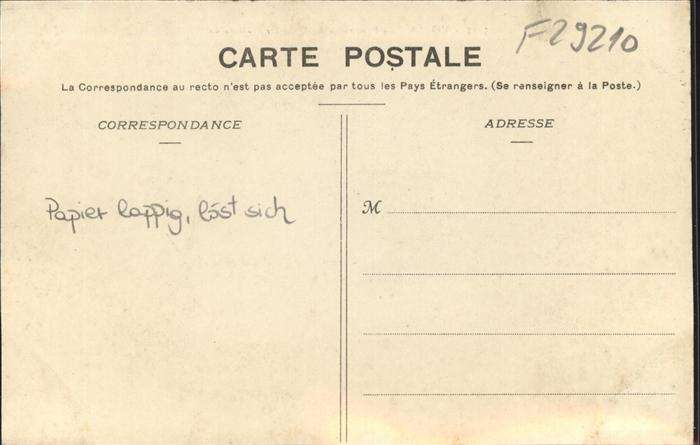 F29210
CARTE POSTALE
La Correspondance au recto n'est pas acceptée par tous les Pays Étrangers. (Se renseigner à la Poste.)
CORRESPONDANCE
Papier lappig, löst sich
ADRESSE
M